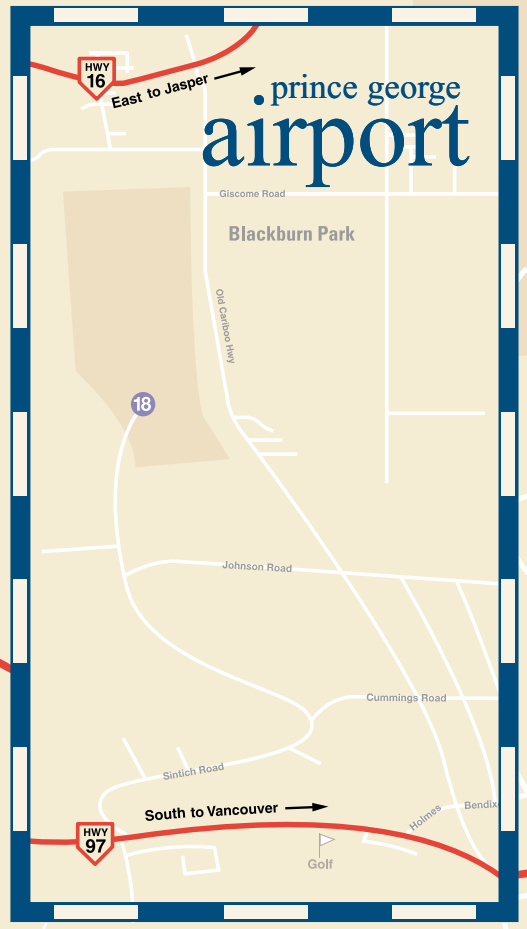 HWY
16
East to Jasper
prince george
airport
Giscome Road
Blackburn Park
Old Cariboo Hwy
18
Johnson Road
Cummings Road
Sintich Road
South to Vancouver
Holmes
Bendix
HWY
97
Golf